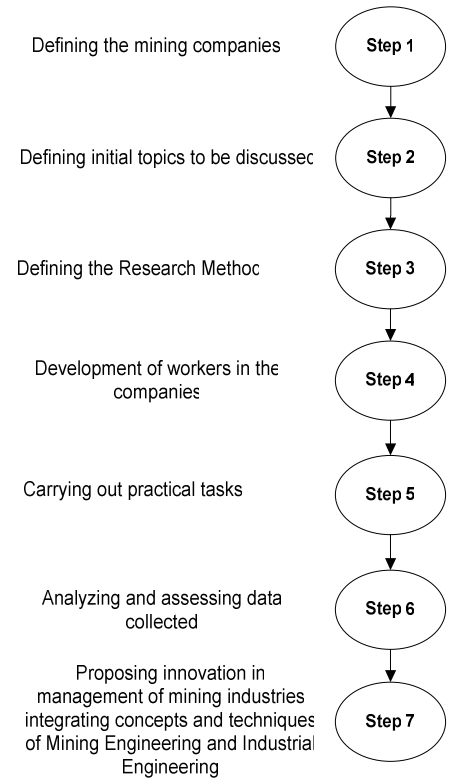 Defining the mining companies
Step 1
Defining initial topics to be discussed
Step 2
Defining the Research Method
Step 3
Development of workers in the
companies
Step 4
Carrying out practical tasks
Step 5
Analyzing and assessing data
collected
Step 6
Proposing innovation in
management of mining industries
integrating concepts and techniques
of Mining Engineering and Industrial
Engineering
Step 7